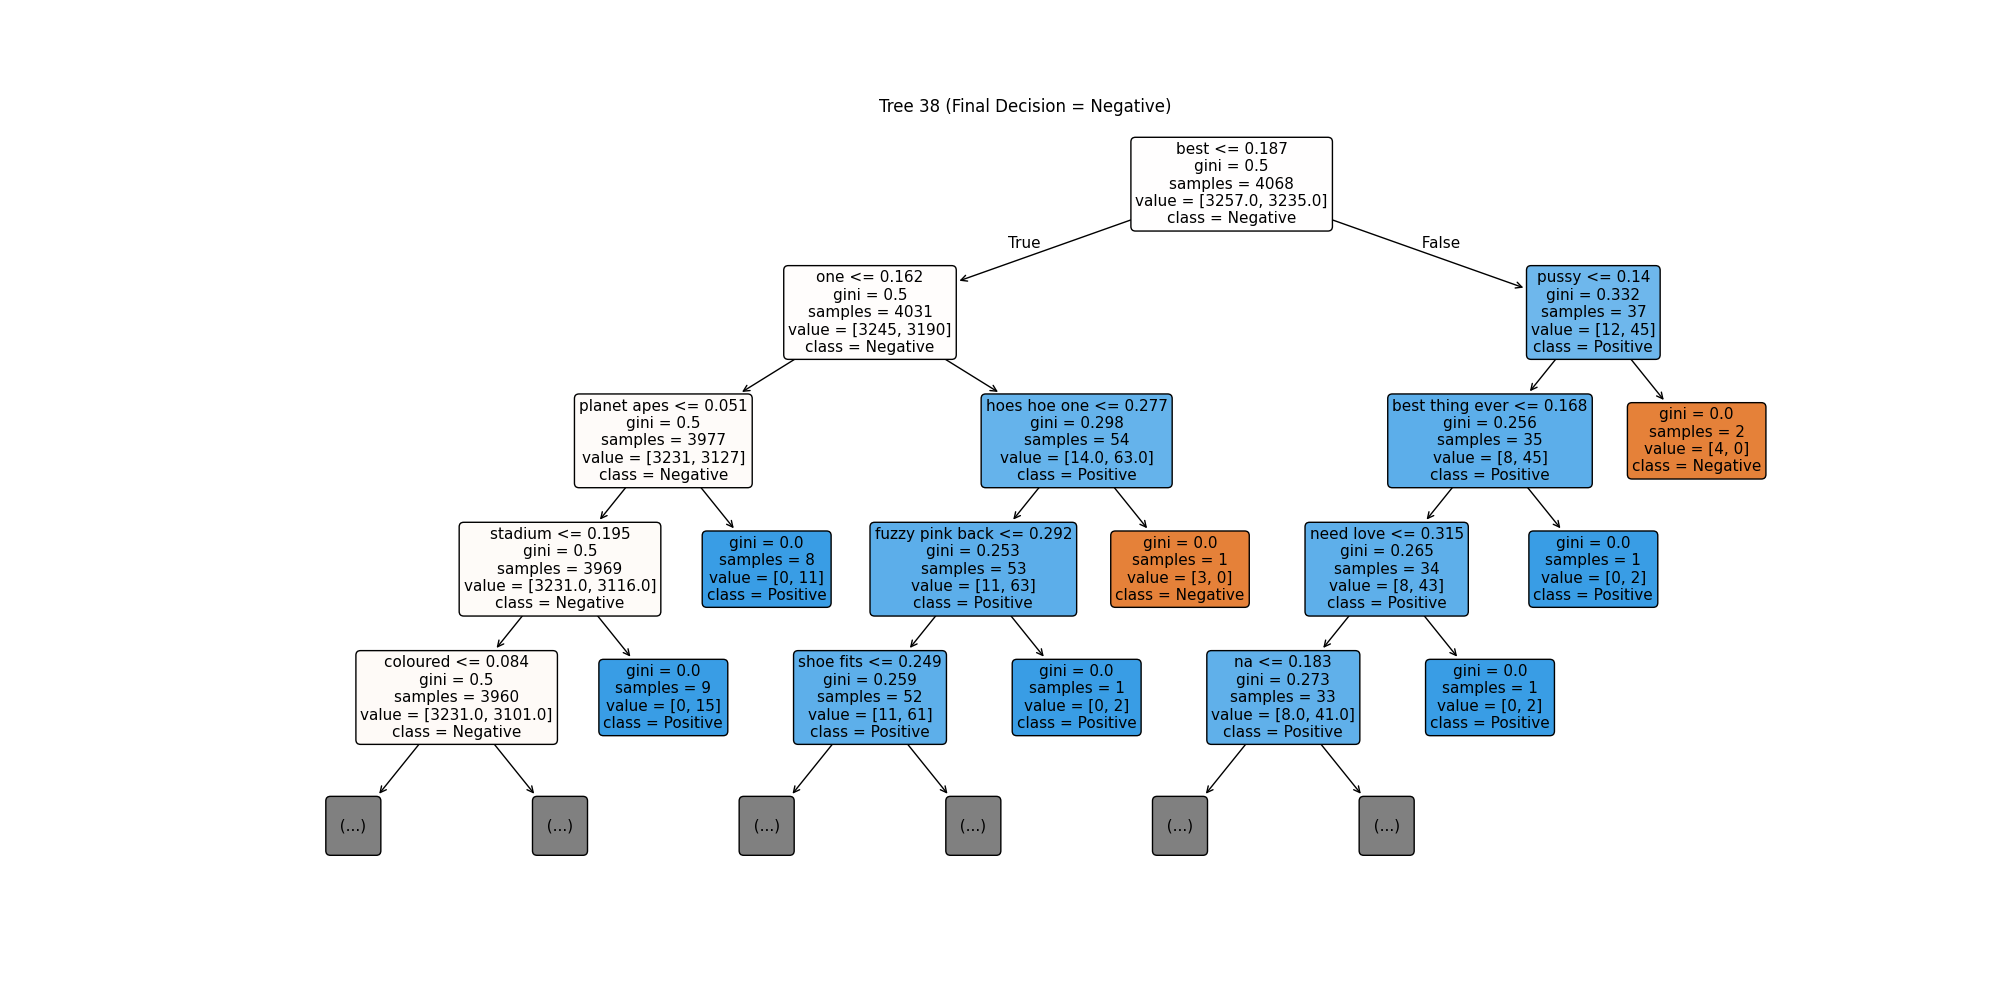 Tree 38 (Final Decision = Negative)
best <= 0.187
gini = 0.5
samples = 4068
value = [3257.0, 3235.0]
class = Negative
True
False
one <= 0.162
gini = 0.5
samples = 4031
value = [3245, 3190]
class = Negative
pussy <= 0.14
gini = 0.332
samples = 37
value = [12, 45]
class = Positive
planet apes <= 0.051
gini = 0.5
samples = 3977
value = [3231, 3127]
class = Negative
hoes hoe one <= 0.277
gini = 0.298
samples = 54
value = [14.0, 63.0]
class = Positive
best thing ever <= 0.168
gini = 0.256
samples = 35
value = [8, 45]
class = Positive
gini = 0.0
samples = 2
value = [4, 0]
class = Negative
stadium <= 0.195
gini = 0.5
samples = 3969
value = [3231.0, 3116.0]
class = Negative
gini = 0.0
samples = 8
value = [0, 11]
class = Positive
fuzzy pink back <= 0.292
gini = 0.253
samples = 53
value = [11, 63]
class = Positive
gini = 0.0
samples = 1
value = [3, 0]
class = Negative
need love <= 0.315
gini = 0.265
samples = 34
value = [8, 43]
class = Positive
gini = 0.0
samples = 1
value = [0, 2]
class = Positive
coloured <= 0.084
gini = 0.5
samples = 3960
value = [3231.0, 3101.0]
class = Negative
gini = 0.0
samples = 9
value = [0, 15]
class = Positive
shoe fits <= 0.249
gini = 0.259
samples = 52
value = [11, 61]
class = Positive
gini = 0.0
samples = 1
value = [0, 2]
class = Positive
na <= 0.183
gini = 0.273
samples = 33
value = [8.0, 41.0]
class = Positive
gini = 0.0
samples = 1
value = [0, 2]
class = Positive
(...)
(...)
(...)
(...)
(...)
(...)